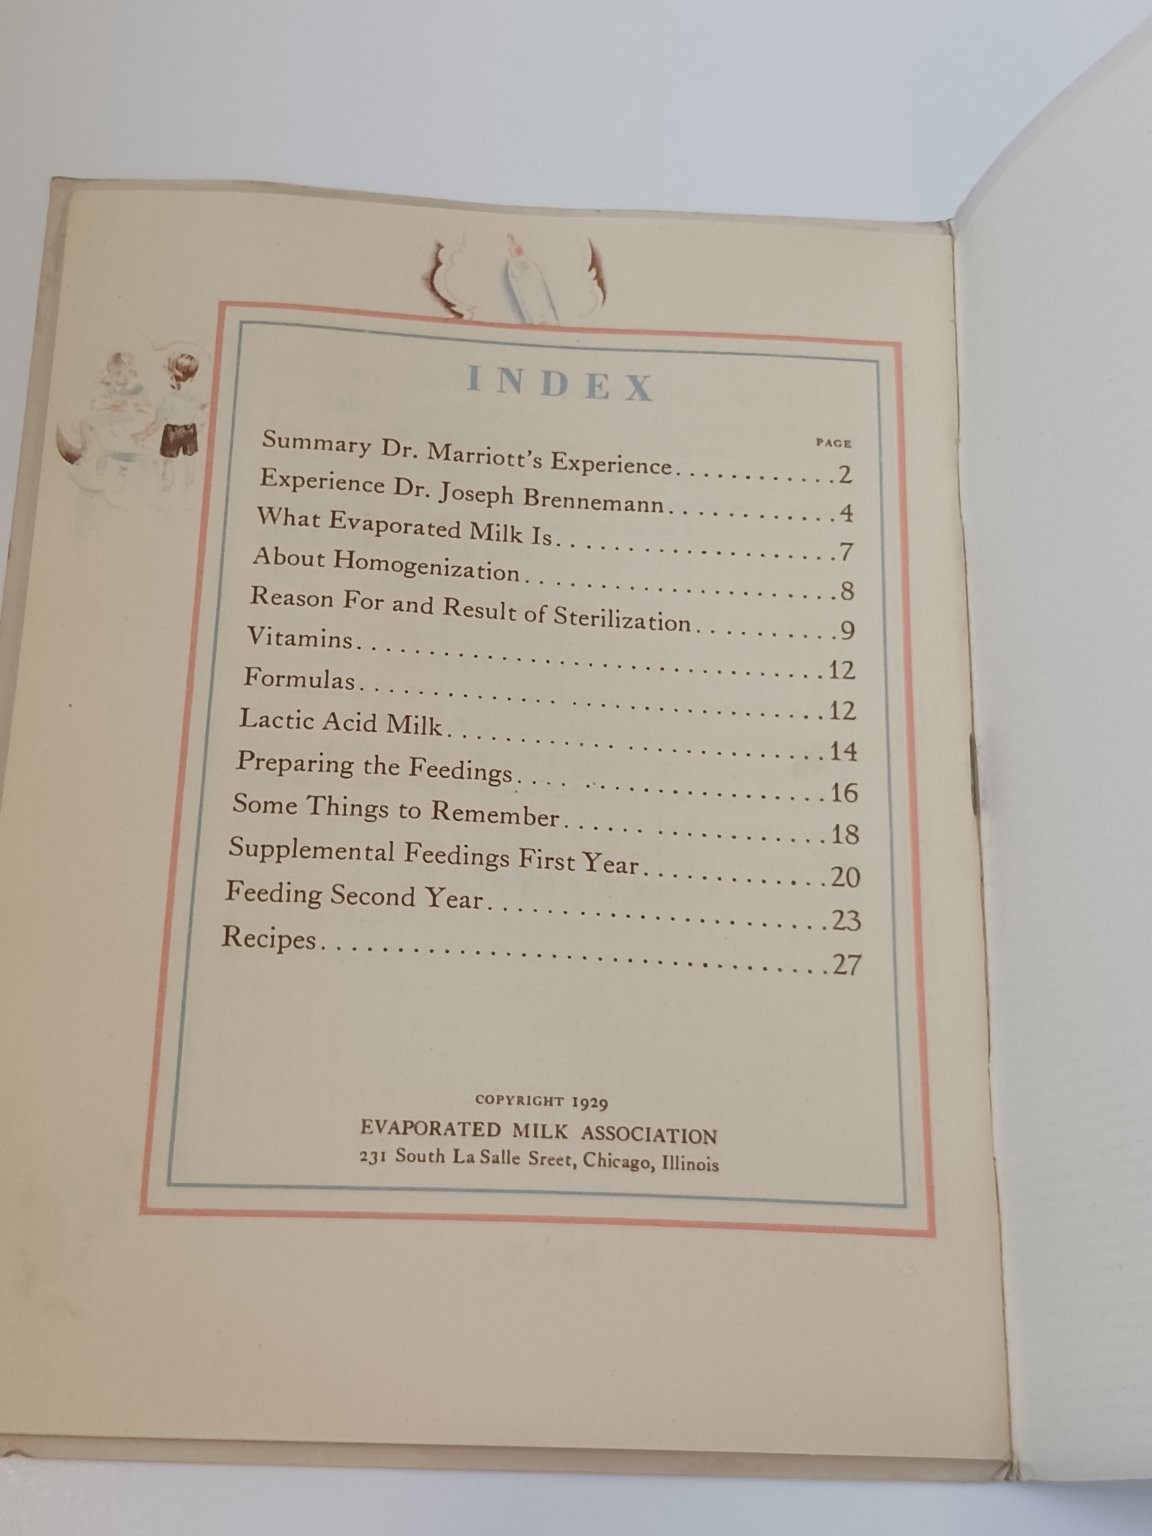 INDEX
PAGE
Summary Dr. Marriott's Experience............2
Experience Dr. Joseph Brennemann............4
What Evaporated Milk Is...................7
About Homogenization.....................8
Reason For and Result of Sterilization..........9
Vitamins................................12
Formulas................................12
Lactic Acid Milk..........................14
Preparing the Feedings.....................16
Some Things to Remember..................18
Supplemental Feedings First Year.............20
Feeding Second Year.......................23
Recipes..................................27
COPYRIGHT 1929
EVAPORATED MILK ASSOCIATION
231 South La Salle Sreet, Chicago, Illinois